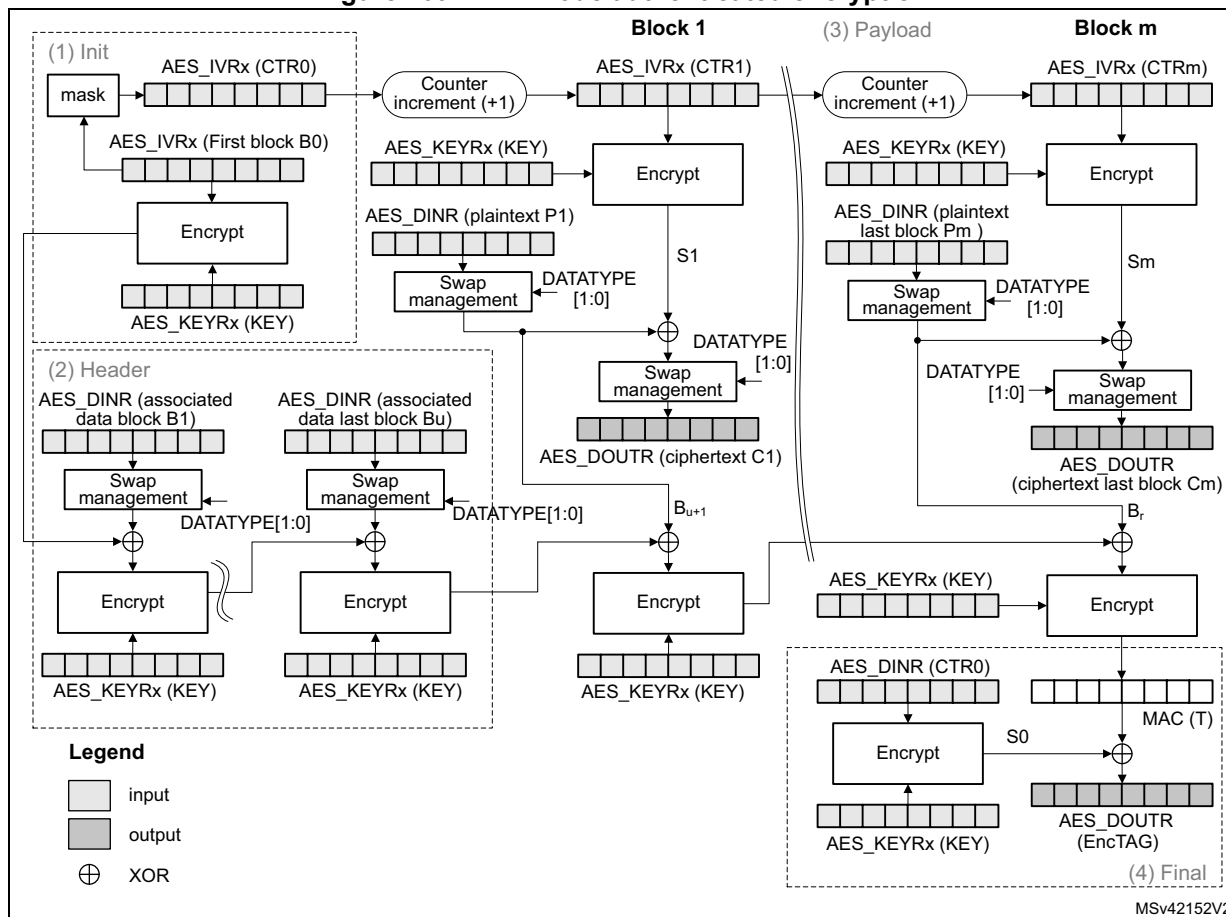 (1) Init
mask
AES_IVRx (CTR0)
AES_IVRx (First block B0)
Encrypt
AES_KEYRx (KEY)
Counter
increment (+1)
Block 1
AES_IVRx (CTR1)
AES_KEYRx (KEY)
Encrypt
AES_DINR (plaintext P1)
Swap
management
DATATYPE
[1:0]
S1
DATATYPE
[1:0]
Swap
management
AES_DOUTR (ciphertext C1)
(3) Payload
Counter
increment (+1)
Block m
AES_IVRx (CTRm)
AES_KEYRx (KEY)
Encrypt
AES_DINR (plaintext
last block Pm )
Swap
management
DATATYPE
[1:0]
Sm
DATATYPE
[1:0]
Swap
management
AES_DOUTR
(ciphertext last block Cm)
(2) Header
AES_DINR (associated
data block B1)
Swap
management
DATATYPE[1:0]
Encrypt
AES_KEYRx (KEY)
AES_DINR (associated
data last block Bu)
Swap
management
DATATYPE[1:0]
Encrypt
AES_KEYRx (KEY)
Bu+1
Encrypt
AES_KEYRx (KEY)
Br
AES_KEYRx (KEY)
Encrypt
AES_DINR (CTR0)
Encrypt
S0
AES_KEYRx (KEY)
MAC (T)
AES_DOUTR
(EncTAG)
(4) Final
Legend
input
output
XOR
MSv42152V2